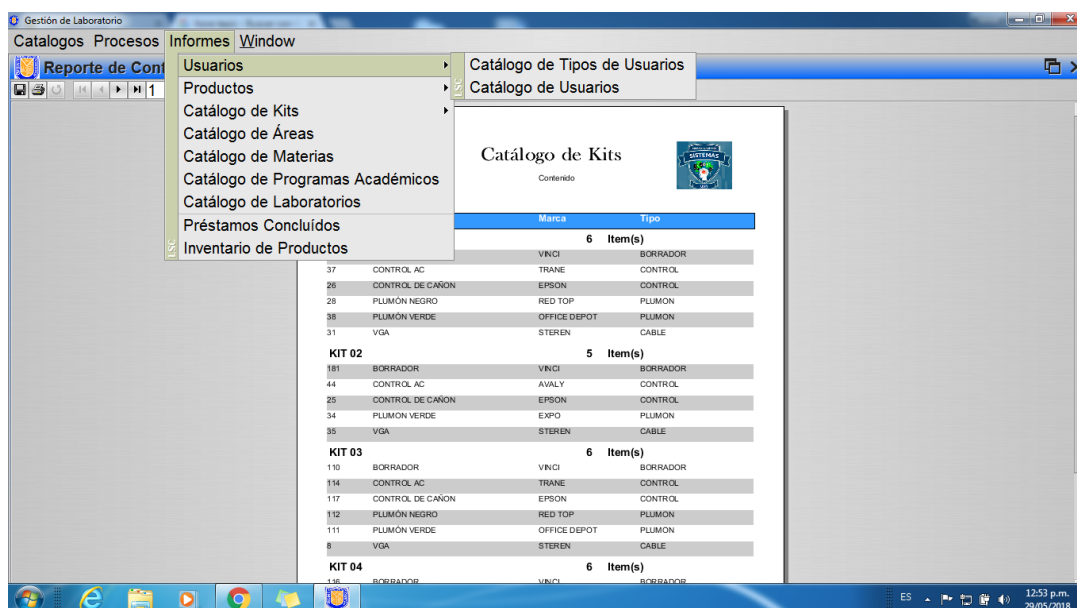 Gestión de Laboratorio
Catalogos Procesos Informes Window
Reporte de Cont
1
Usuarios
Productos
Catálogo de Kits
Catálogo de Áreas
Catálogo de Materias
Catálogo de Programas Académicos
Catálogo de Laboratorios
Préstamos Concluídos
Inventario de Productos
Catálogo de Tipos de Usuarios
Catálogo de Usuarios
Catálogo de Kits
Contenido
SISTEMAS
Marca Tipo
6 Item(s)
VINCI BORRADOR
37 CONTROL AC TRANE CONTROL
26 CONTROL DE CAÑON EPSON CONTROL
28 PLUMÓN NEGRO RED TOP PLUMON
38 PLUMÓN VERDE OFFICE DEPOT PLUMON
31 VGA STEREN CABLE
KIT 02 5 Item(s)
181 BORRADOR VINCI BORRADOR
44 CONTROL AC AVALY CONTROL
25 CONTROL DE CAÑON EPSON CONTROL
34 PLUMON VERDE EXPO PLUMON
35 VGA STEREN CABLE
KIT 03 6 Item(s)
110 BORRADOR VINCI BORRADOR
114 CONTROL AC TRANE CONTROL
117 CONTROL DE CAÑON EPSON CONTROL
112 PLUMÓN NEGRO RED TOP PLUMON
111 PLUMÓN VERDE OFFICE DEPOT PLUMON
8 VGA STEREN CABLE
KIT 04 6 Item(s)
116 BORRADOR VINCI BORRADOR
ES 12:53 p.m.
29/05/2018